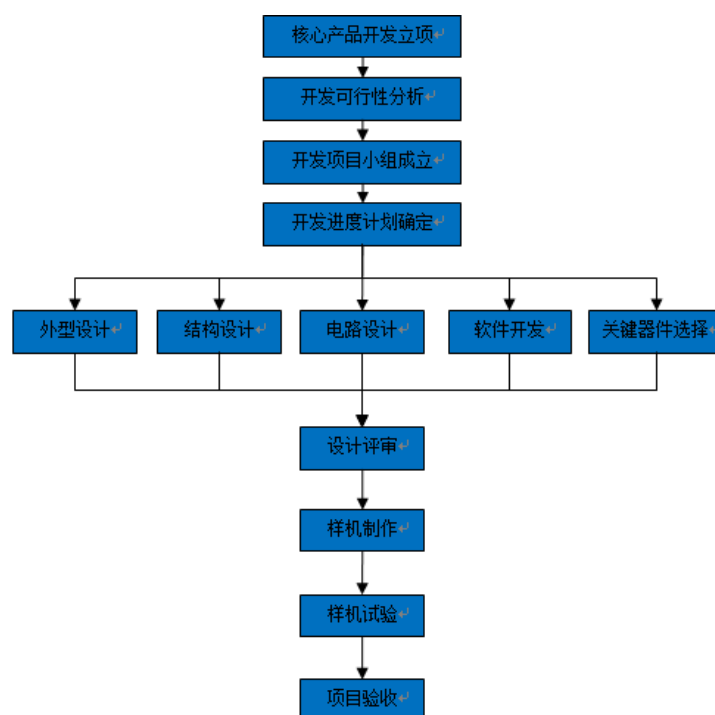 核心产品开发立项
开发可行性分析
开发项目小组成立
开发进度计划确定
外型设计
结构设计
电路设计
软件开发
关键器件选择
设计评审
样机制作
样机试验
项目验收